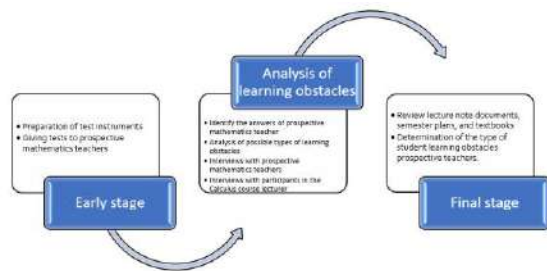 • Preparation of test instruments
• Giving tests to prospective
mathematics teachers
Early stage
Analysis of
learning obstacles
• Identify the answers of prospective
mathematics teacher
• Analysis of possible types of learning
obstacles
• Interviews with prospective
mathematics teachers
• Interviews with participants in the
Calculus course lecturer
• Review lecture note documents,
semester plans, and textbooks
• Determination of the type of
student learning obstacles
prospective teachers.
Final stage